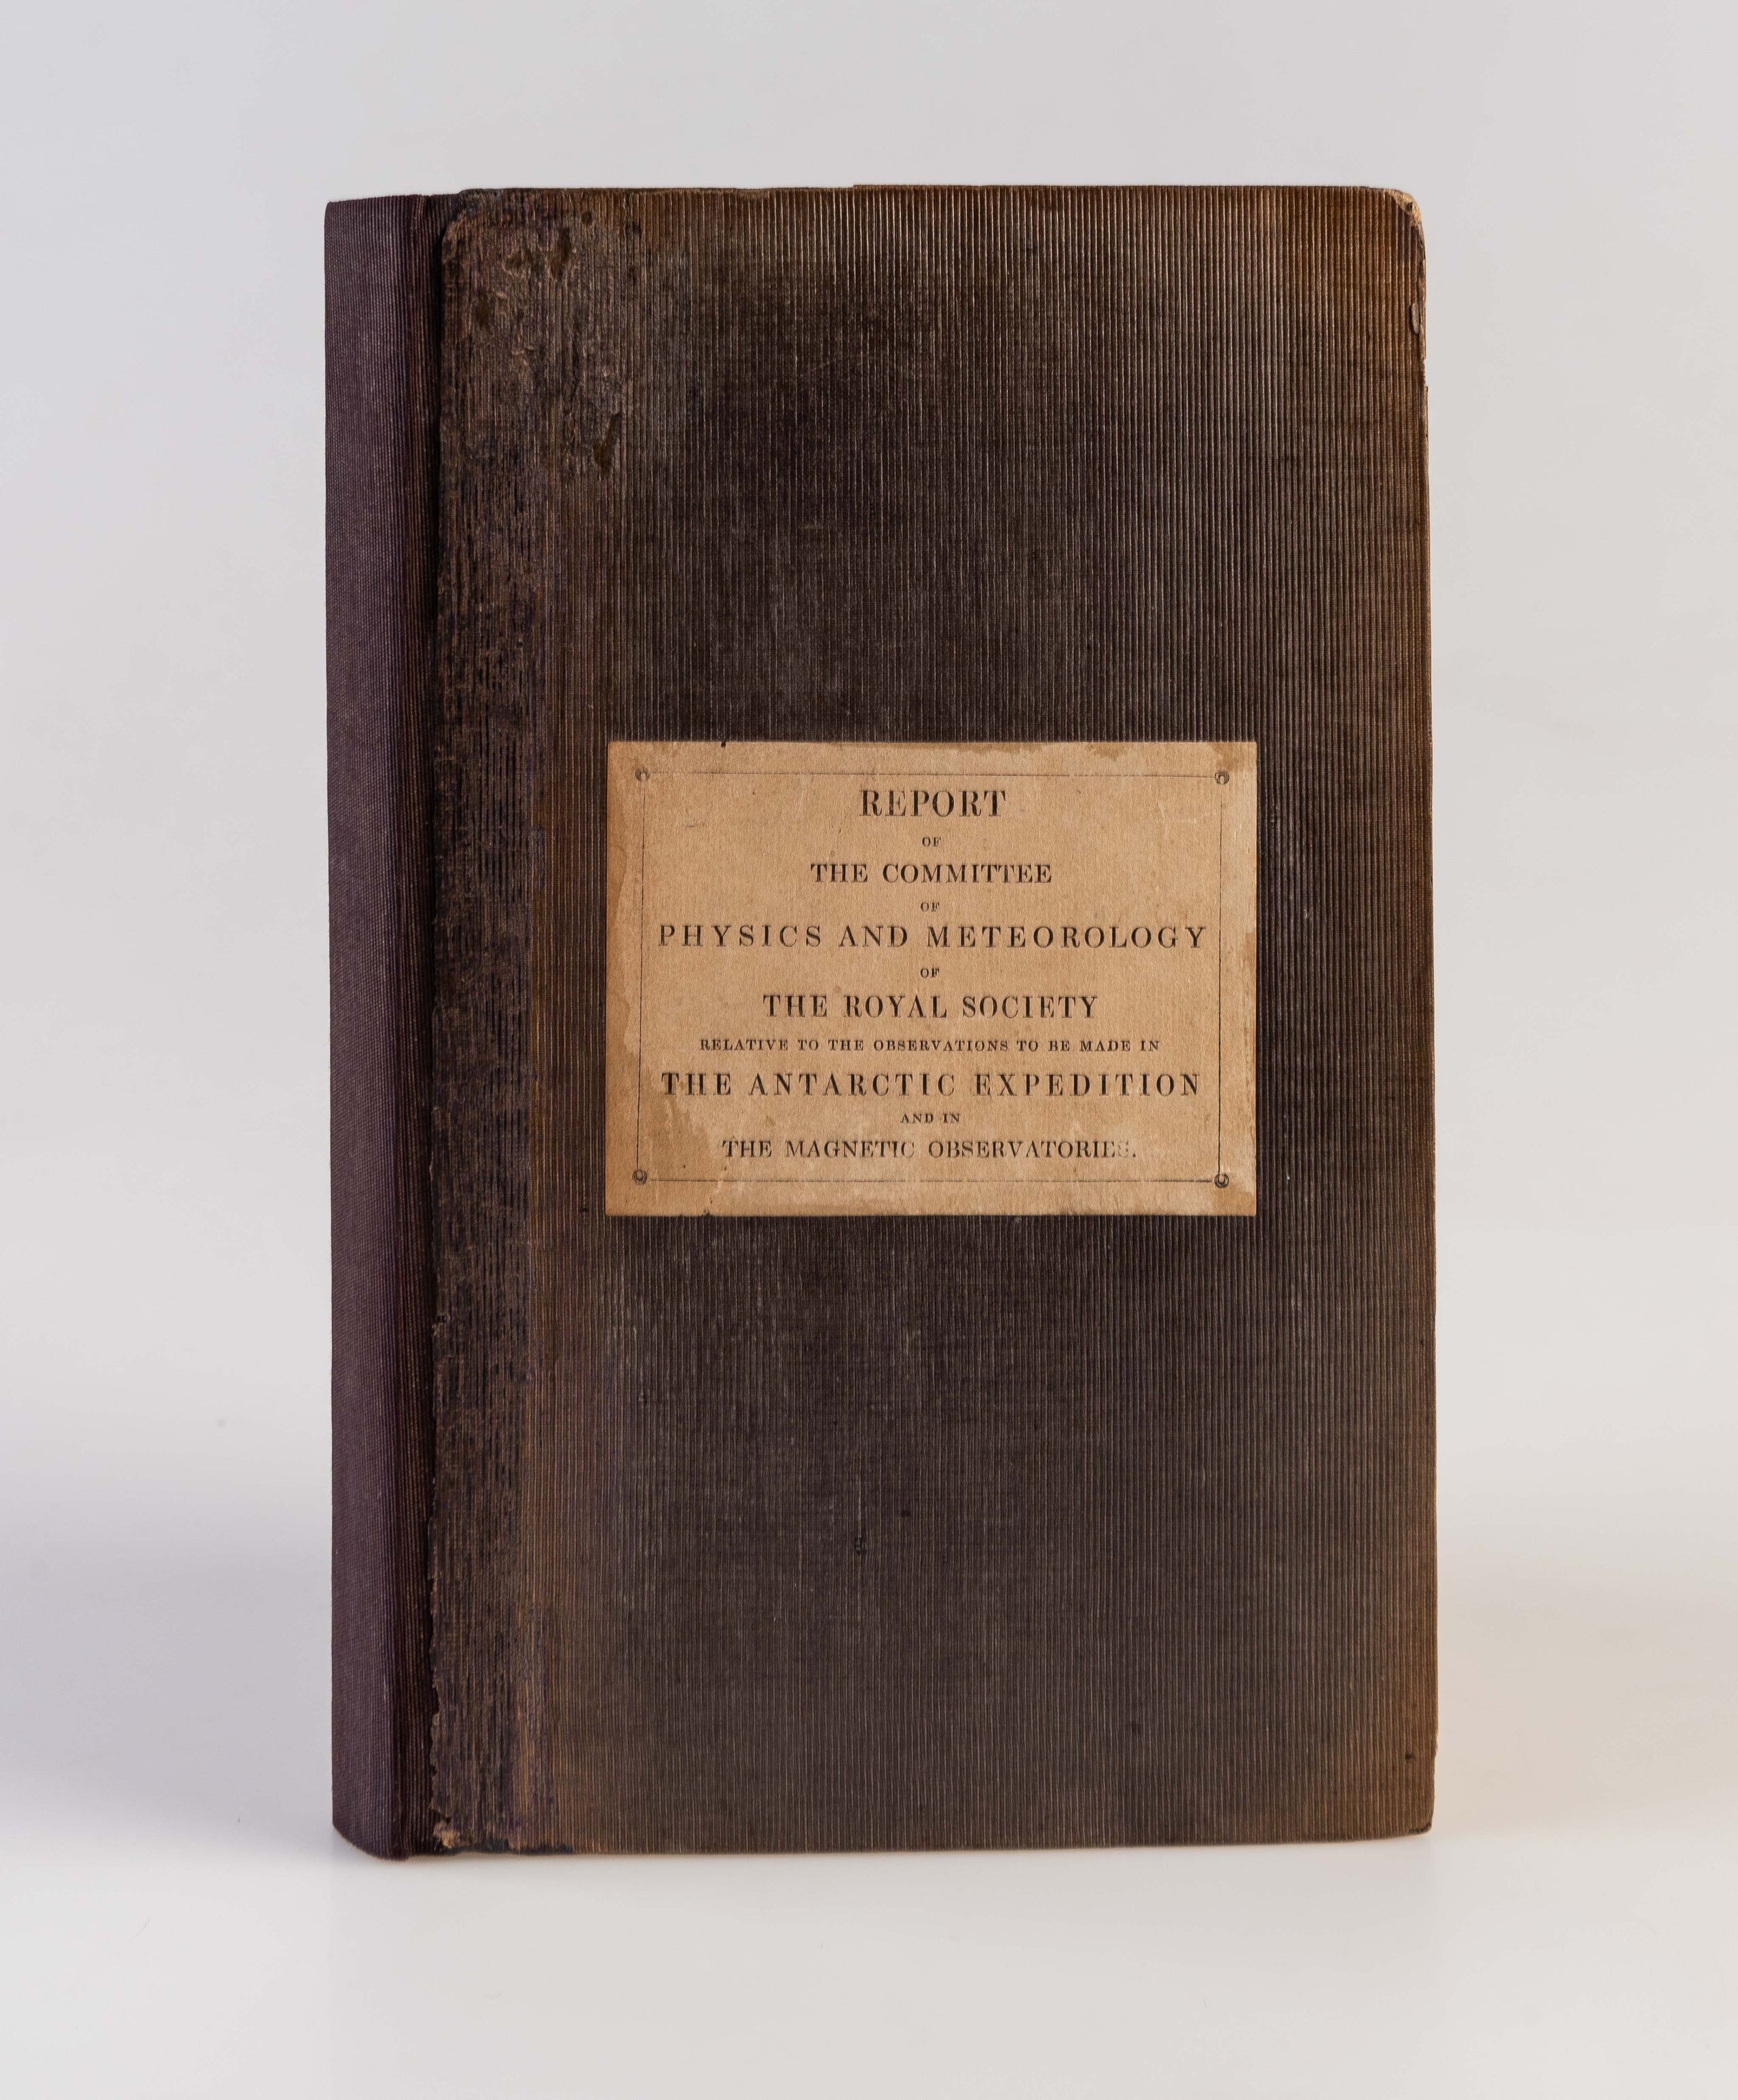 REPORT
OF
THE COMMITTEE
OF
PHYSICS AND METEOROLOGY
OF
THE ROYAL SOCIETY
RELATIVE TO THE OBSERVATIONS TO BE MADE IN
THE ANTARCTIC EXPEDITION
AND IN
THE MAGNETIC OBSERVATORIES.